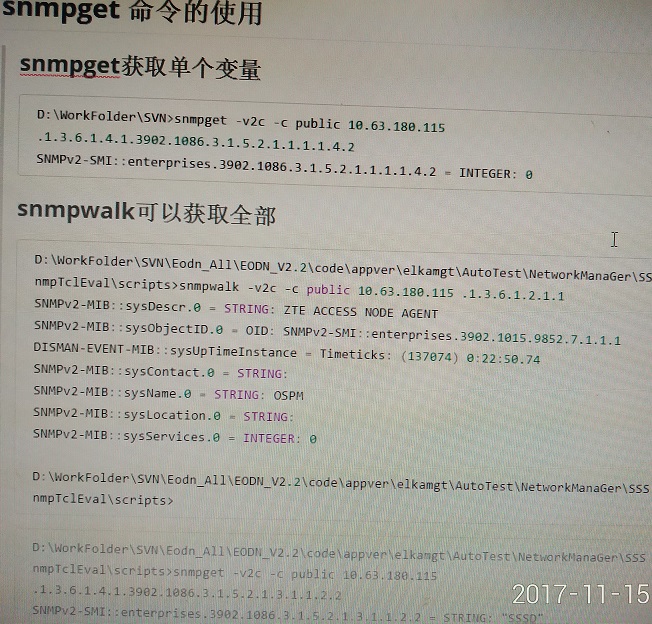 snmpget 命令的使用
snmpget获取单个变量
D:\WorkFolder\SVN>snmpget -v2c -c public 10.63.180.115
.1.3.6.1.4.1.3902.1086.3.1.5.2.1.1.1.1.4.2
SNMPv2-SMI::enterprises.3902.1086.3.1.5.2.1.1.1.1.4.2 = INTEGER: 0
snmpwalk可以获取全部
D:\WorkFolder\SVN\Eodn_All\EODN_V2.2\code\appver\elkamgt\AutoTest\NetworkManaGer\SS
nmpTclEval\scripts>snmpwalk -v2c -c public 10.63.180.115 .1.3.6.1.2.1.1
SNMPv2-MIB::sysDescr.0 = STRING: ZTE ACCESS NODE AGENT
SNMPv2-MIB::sysObjectID.0 = OID: SNMPv2-SMI::enterprises.3902.1015.9852.7.1.1.1
DISMAN-EVENT-MIB::sysUpTimeInstance = Timeticks: (137074) 0:22:50.74
SNMPv2-MIB::sysContact.0 = STRING:
SNMPv2-MIB::sysName.0 = STRING: OSPM
SNMPv2-MIB::sysLocation.0 = STRING:
SNMPv2-MIB::sysServices.0 = INTEGER: 0
D:\WorkFolder\SVN\Eodn_All\EODN_V2.2\code\appver\elkamgt\AutoTest\NetworkManaGer\SSS
nmpTclEval\scripts>
D:\WorkFolder\SVN\Eodn_All\EODN_V2.2\code\appver\elkamgt\AutoTest\NetworkManaGer\SSS
nmpTclEval\scripts>snmpget -v2c -c public 10.63.180.115
.1.3.6.1.4.1.3902.1086.3.1.5.2.1.3.1.1.2.2
SNMPv2-SMI::enterprises.3902.1086.3.1.5.2.1.3.1.1.2.2 = STRING: "SSSD"
2017-11-15